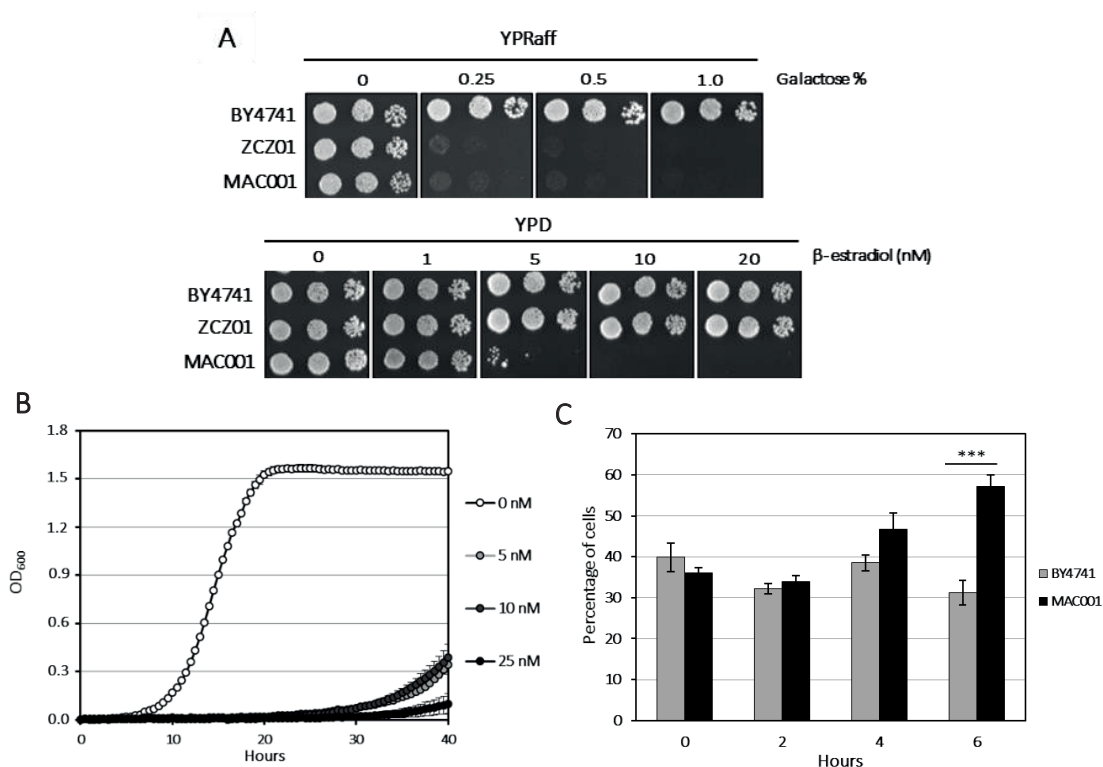 A
YPRaff
0 0.25 0.5 1.0 Galactose %
BY4741
ZCZ01
MAC001
YPD
0 1 5 10 20 β-estradiol (nM)
BY4741
ZCZ01
MAC001
B
1.8
1.5
1.2
0.9
0.6
0.3
0.0
OD600
0 10 20 30 40
Hours
0 nM
5 nM
10 nM
25 nM
C
70
60
50
40
30
20
10
0
Percentage of cells
***
0 2 4 6
Hours
BY4741
MAC001